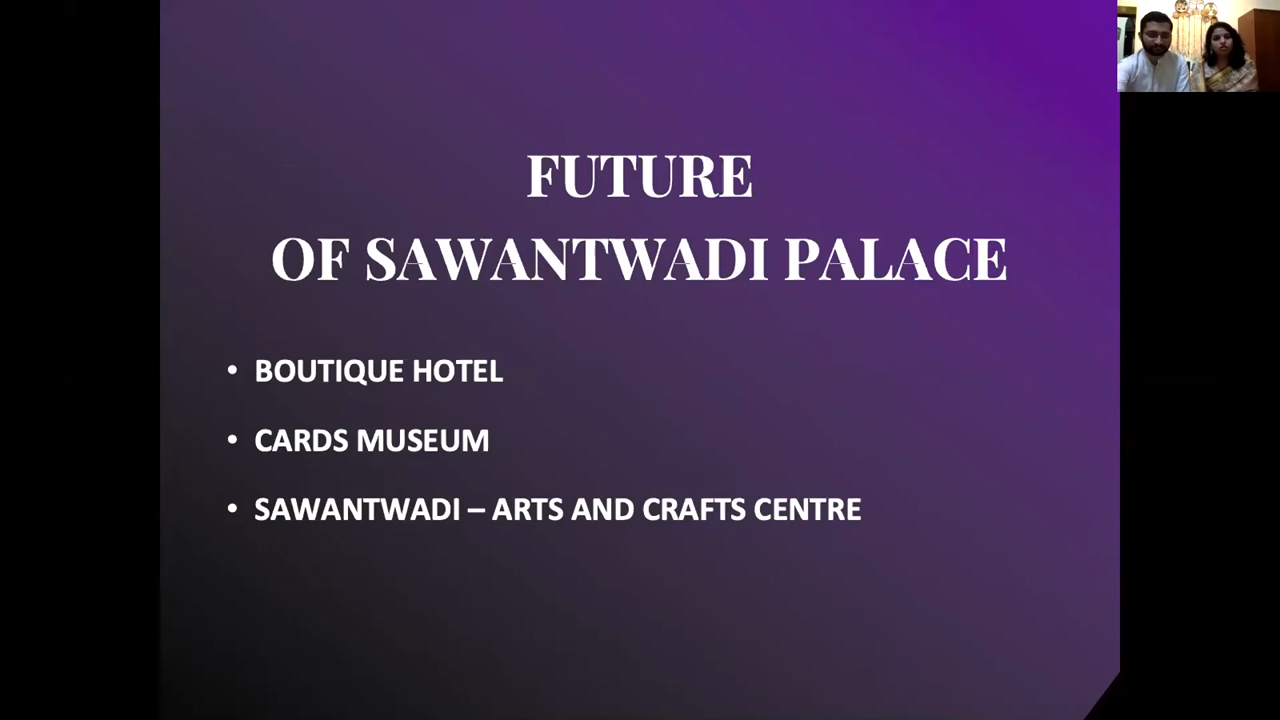 FUTURE
OF SAWANTWADI PALACE
• BOUTIQUE HOTEL
• CARDS MUSEUM
• SAWANTWADI – ARTS AND CRAFTS CENTRE